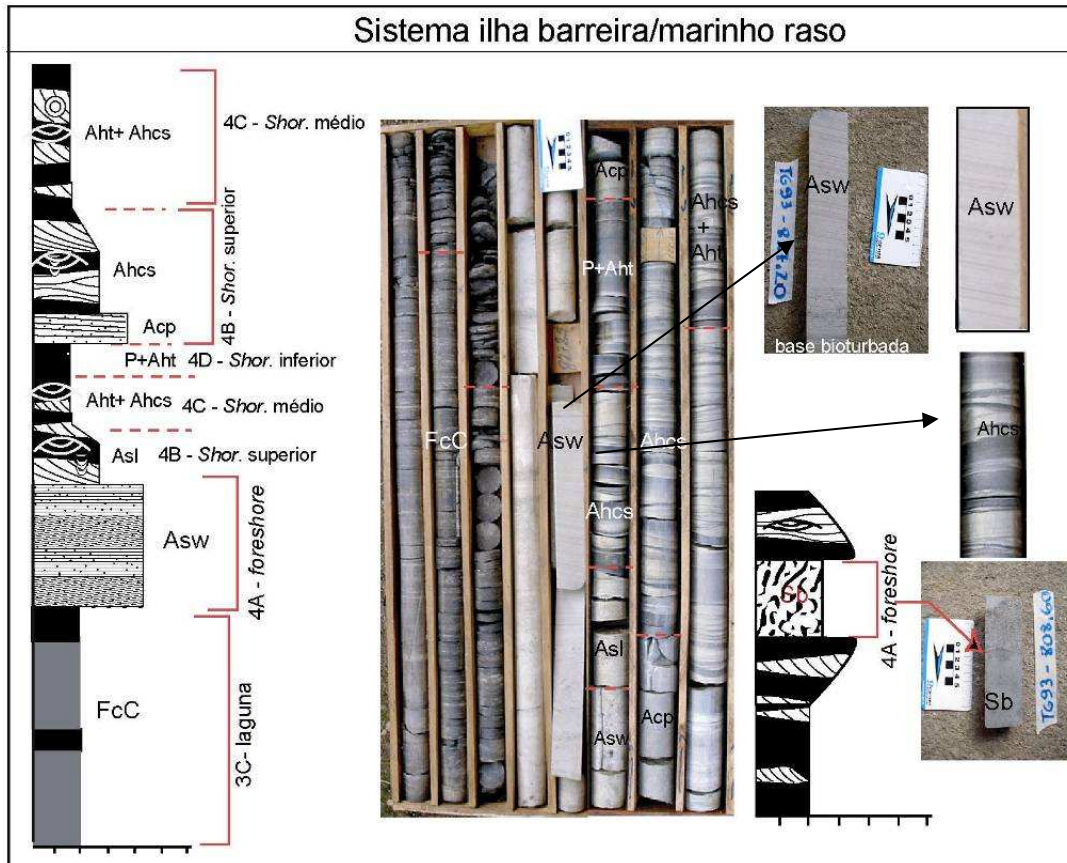 Sistema ilha barreira/marinho raso
Aht+ Ahcs
4C - Shor. médio
Ahcs
4B - Shor. superior
Acp
P+Aht 4D - Shor. inferior
Aht+ Ahcs
4C - Shor. médio
Asl
4B - Shor. superior
Asw
4A - foreshore
FcC
3C- laguna
FcC
Asw
Acp
P+Aht
Ahcs
Asl
Asw
Ahcs
Acp
Ahcs
+
Aht
Asw
base bioturbada
Asw
Ahcs
4A - foreshore
Sb
TG93 - 808,60